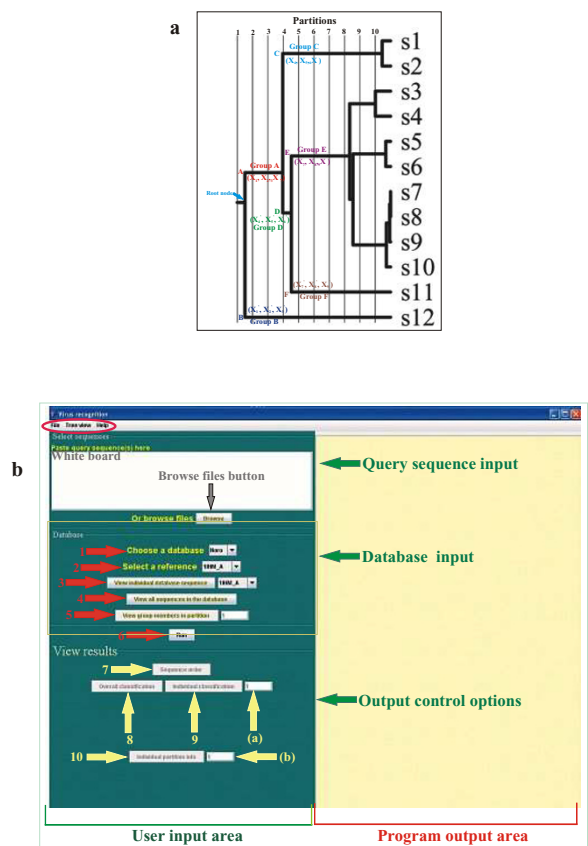 a
Partitions
1 2 3 4 5 6 7 8 9 10
s1
C
Group C
s2
s3
s4
s5
E
Group E
s6
A
Group A
s7
Root node
s8
D
Group D
s9
s10
F
Group F
s11
B
Group B
s12
b
Virus recognition
File Tree view Help
Select sequences
Paste query sequence(s) here
White board
Query sequence input
Browse files button
Or browse files Browse
Database
1 Choose a database None
Database input
2 Select a reference
3 View individual database sequence
4 View all sequences in the database
5 View group members in partition 1
6 Run
View results
7 Sequence order
Overall classification Individual classification 1
Output control options
8 9 (a)
10 Individual partition info 1 (b)
User input area
Program output area